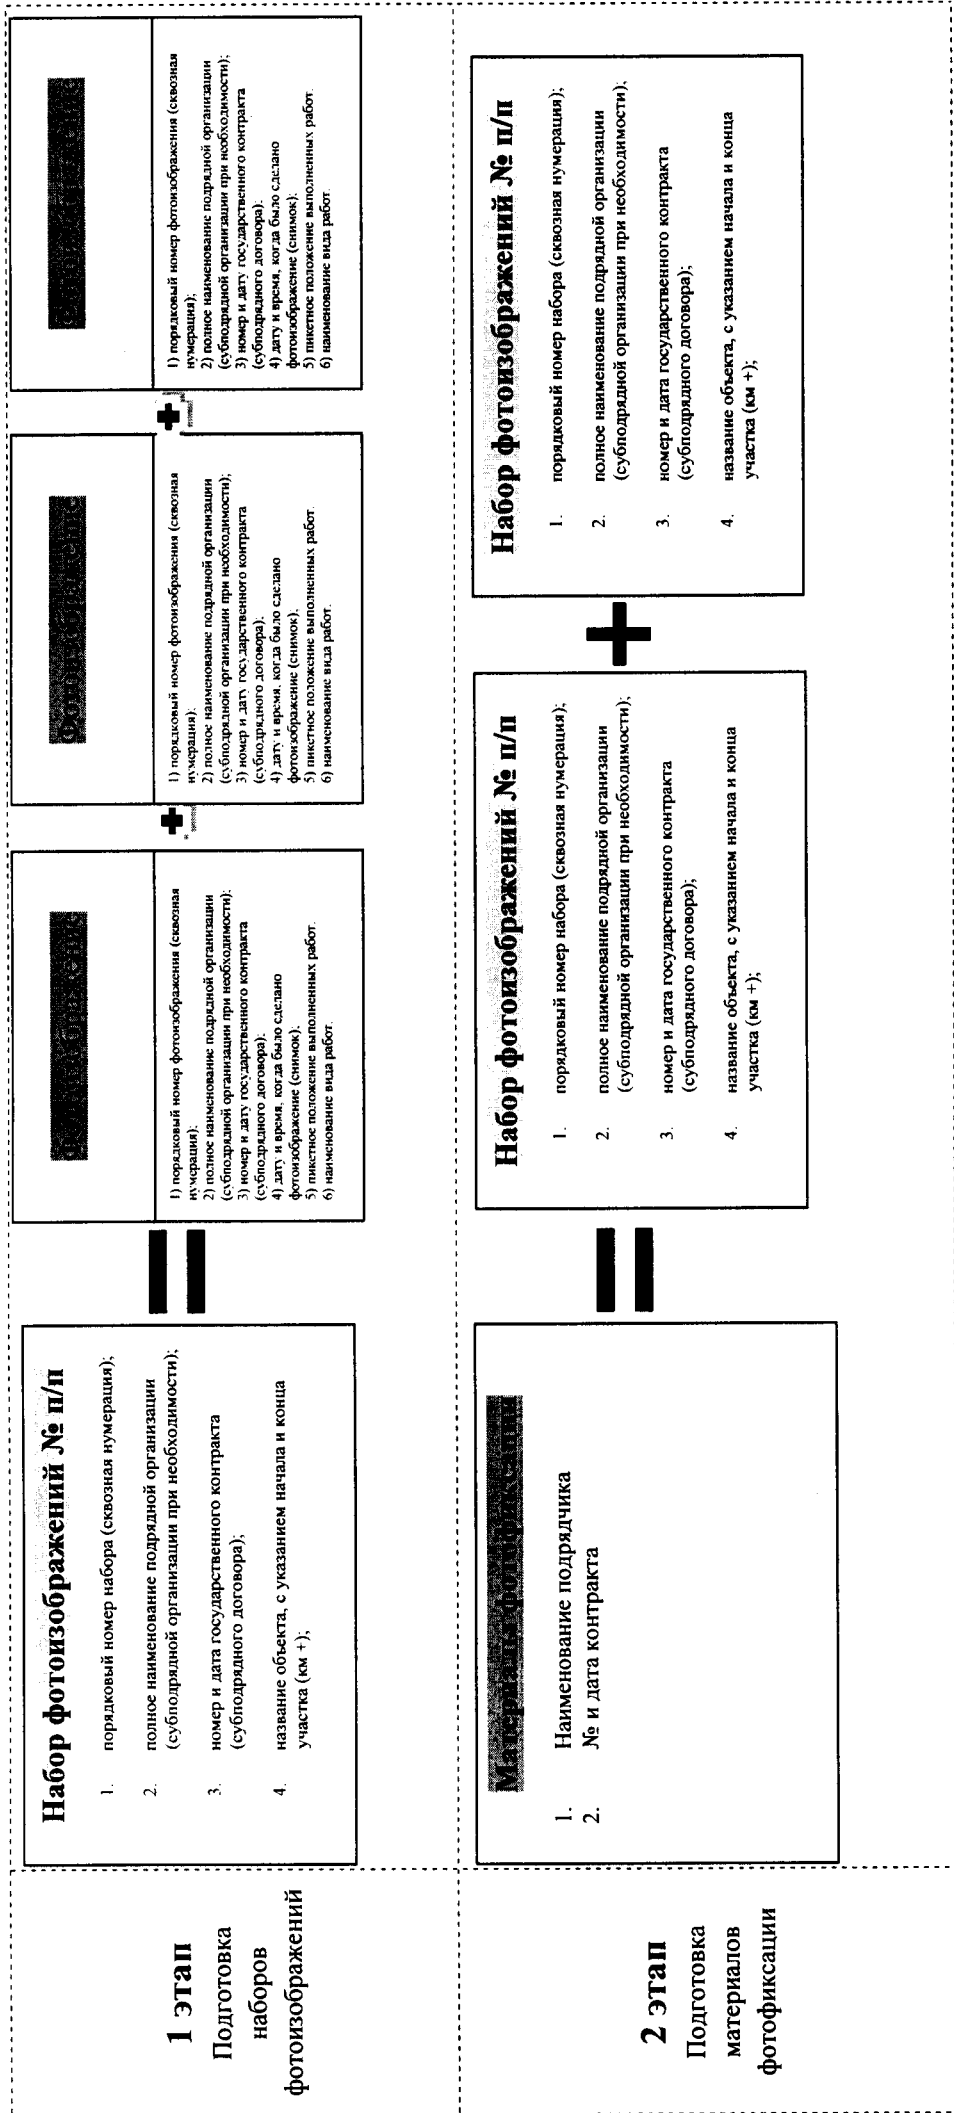 1 этап
Подготовка
наборов
фотоизображений
Набор фотоизображений № п/п
1. порядковый номер набора (сквозная нумерация);
2. полное наименование подрядной организации
(субподрядной организации при необходимости);
3. номер и дата государственного контракта
(субподрядного договора);
4. название объекта, с указанием начала и конца
участка (км +);
Фотоизображение
1) порядковый номер фотоизображения (сквозная
нумерация);
2) полное наименование подрядной организации
(субподрядной организации при необходимости);
3) номер и дату государственного контракта
(субподрядного договора);
4) дату и время, когда было сделано
фотоизображение (снимок).
5) пикетное положение выполненных работ.
6) наименование вида работ.
Фотоизображение
1) порядковый номер фотоизображения (сквозная
нумерация);
2) полное наименование подрядной организации
(субподрядной организации при необходимости);
3) номер и дату государственного контракта
(субподрядного договора);
4) дату и время, когда было сделано
фотоизображение (снимок);
5) пикетное положение выполненных работ.
6) наименование вида работ.
Фотоизображение
1) порядковый номер фотоизображения (сквозная
нумерация);
2) полное наименование подрядной организации
(субподрядной организации при необходимости);
3) номер и дату государственного контракта
(субподрядного договора);
4) дату и время, когда было сделано
фотоизображение (снимок);
5) пикетное положение выполненных работ.
6) наименование вида работ.
2 этап
Подготовка
материалов
фотофиксации
Материалы фотофиксации
1. Наименование подрядчика
2. № и дата контракта
Набор фотоизображений № п/п
1. порядковый номер набора (сквозная нумерация);
2. полное наименование подрядной организации
(субподрядной организации при необходимости);
3. номер и дата государственного контракта
(субподрядного договора);
4. название объекта, с указанием начала и конца
участка (км +);
Набор фотоизображений № п/п
1. порядковый номер набора (сквозная нумерация);
2. полное наименование подрядной организации
(субподрядной организации при необходимости);
3. номер и дата государственного контракта
(субподрядного договора);
4. название объекта, с указанием начала и конца
участка (км +);